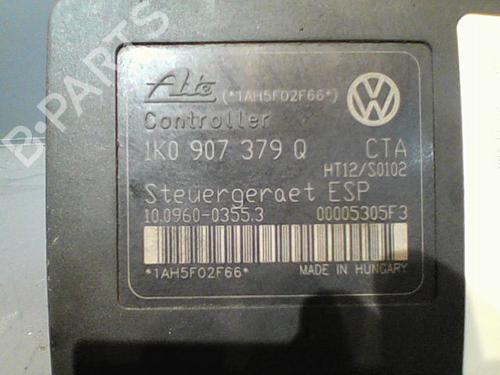 Ate (*1AH5F02F66*)
Controller
1K0 907 379 Q CTA
HT12/S0102
Steuergeraet ESP
10.0960-0355.3 00005305F3
*1AH5F02F66* MADE IN HUNGARY
B-PARTS